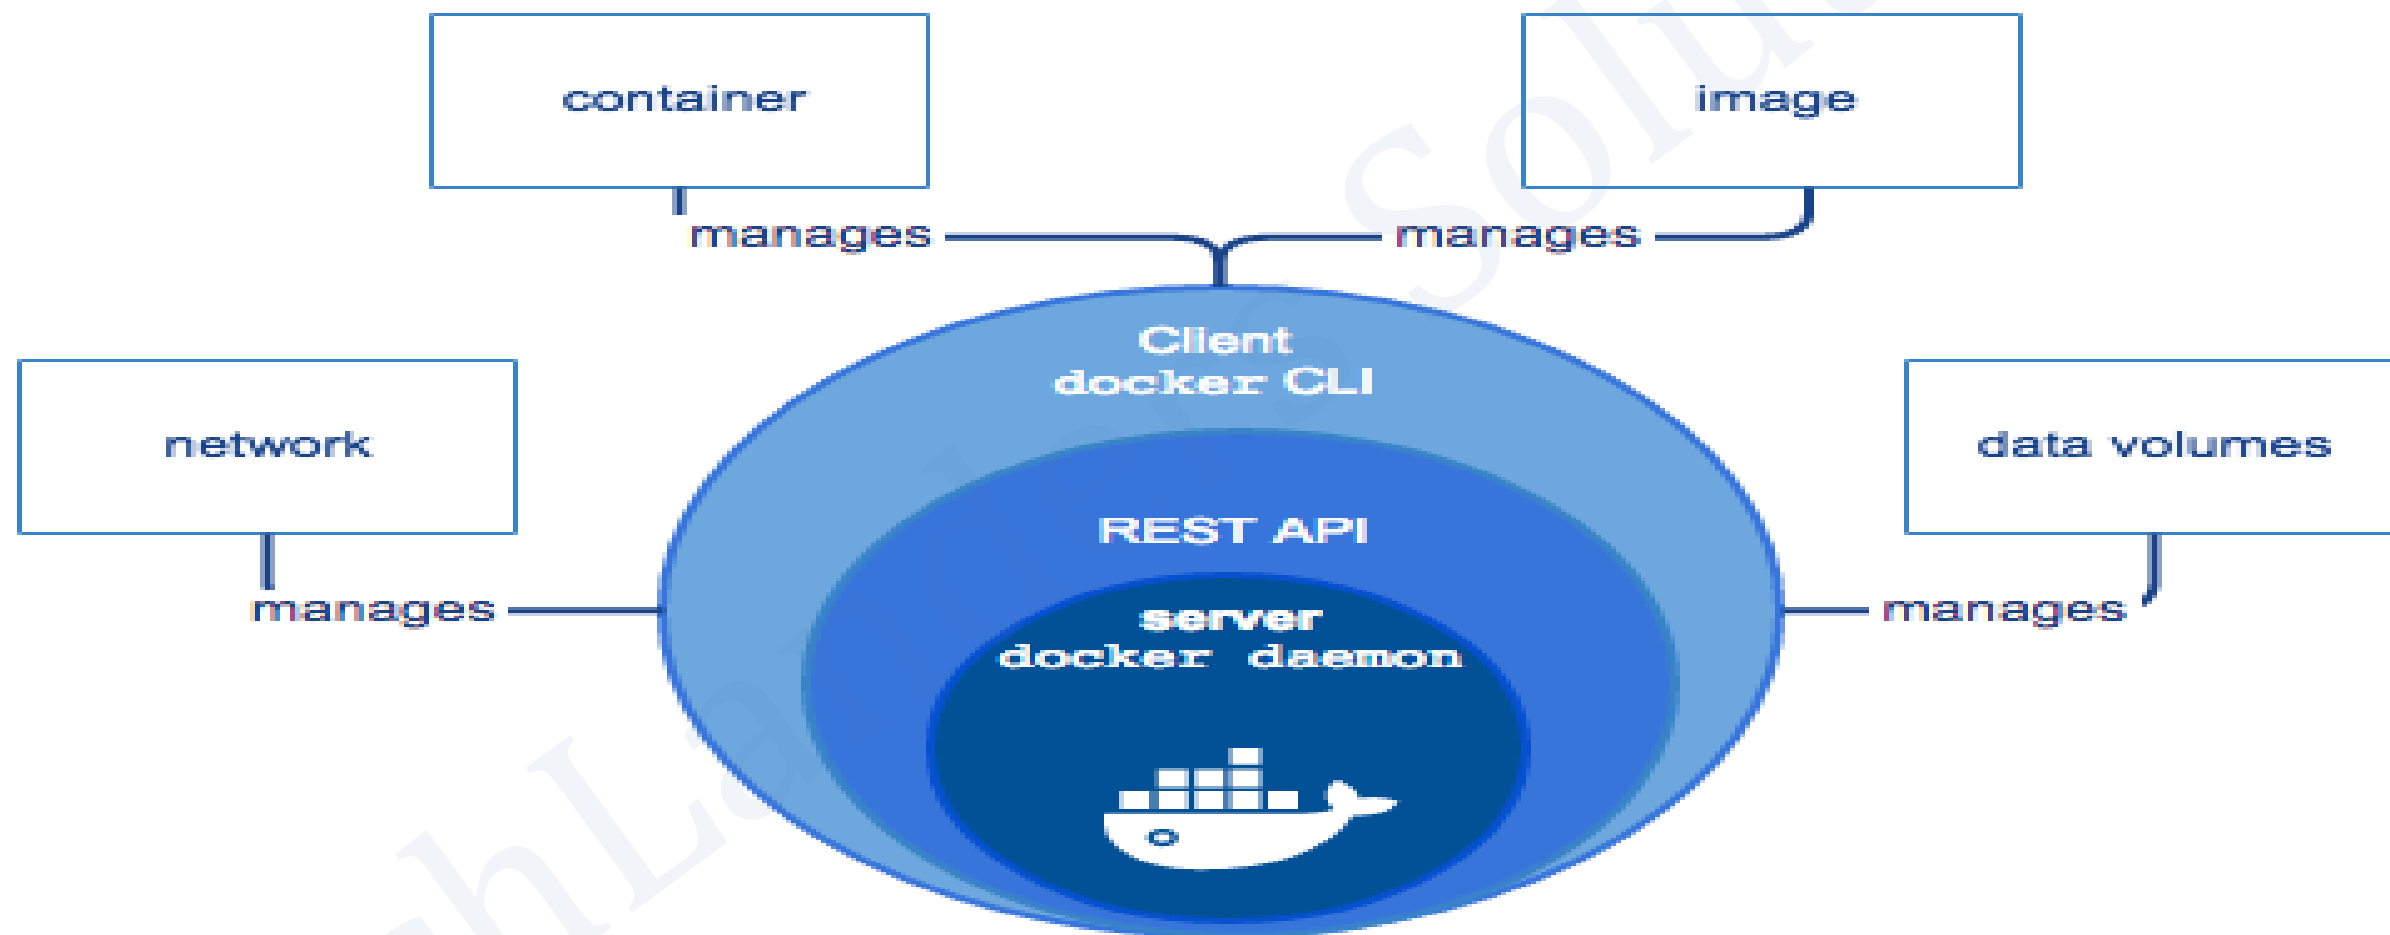 container
image
manages
manages
Client
docker CLI
network
data volumes
REST API
manages
server
manages
docker daemon